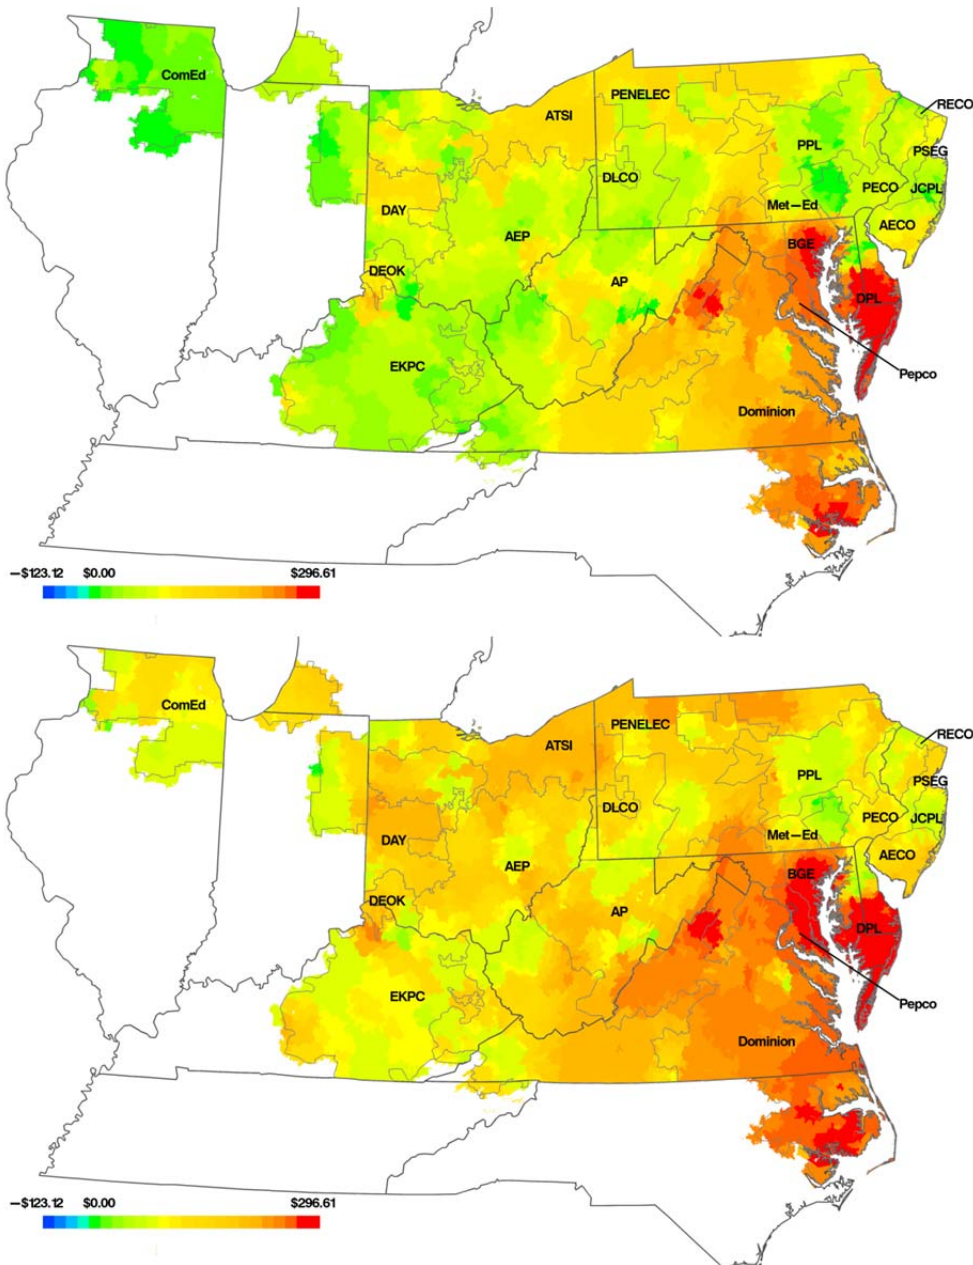 ComEd
ATSI
PENELEC
RECO
PPL
PSEG
DLCO
PECO
JCPL
DAY
Met–Ed
AECO
AEP
BGE
DEOK
AP
DPL
EKPC
Pepco
Dominion
–$123.12 $0.00 $296.61
ComEd
PENELEC
RECO
ATSI
PPL
PSEG
DLCO
PECO
JCPL
DAY
Met–Ed
AECO
AEP
BGE
DEOK
AP
DPL
EKPC
Pepco
Dominion
–$123.12 $0.00 $296.61